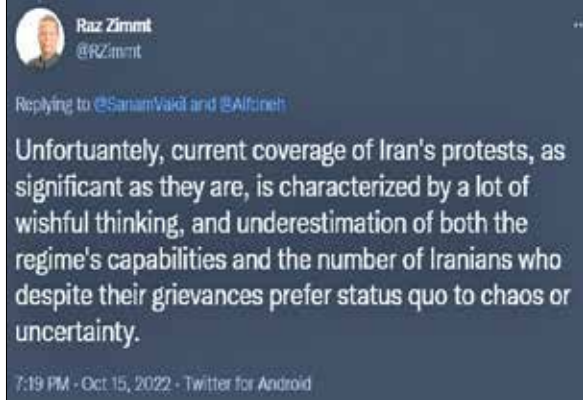 Raz Zimmt
@RZimmt
Replying to @SanamVakil and @Alfoneh
Unfortuantely, current coverage of Iran's protests, as
significant as they are, is characterized by a lot of
wishful thinking, and underestimation of both the
regime's capabilities and the number of Iranians who
despite their grievances prefer status quo to chaos or
uncertainty.
7:19 PM · Oct 15, 2022 · Twitter for Android